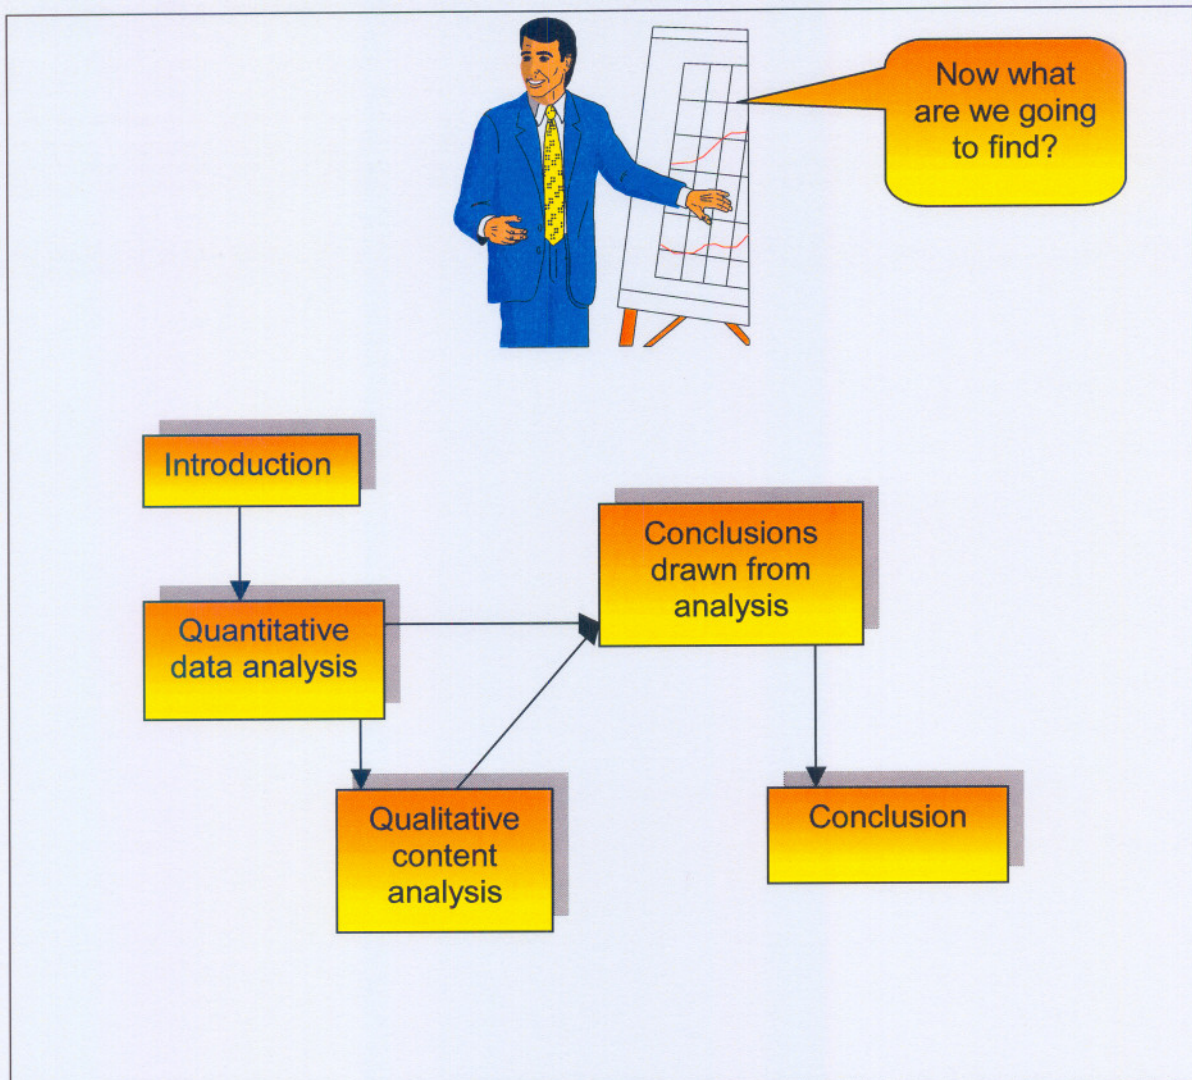 Now what
are we going
to find?
Introduction
Conclusions
drawn from
analysis
Quantitative
data analysis
Qualitative
content
analysis
Conclusion